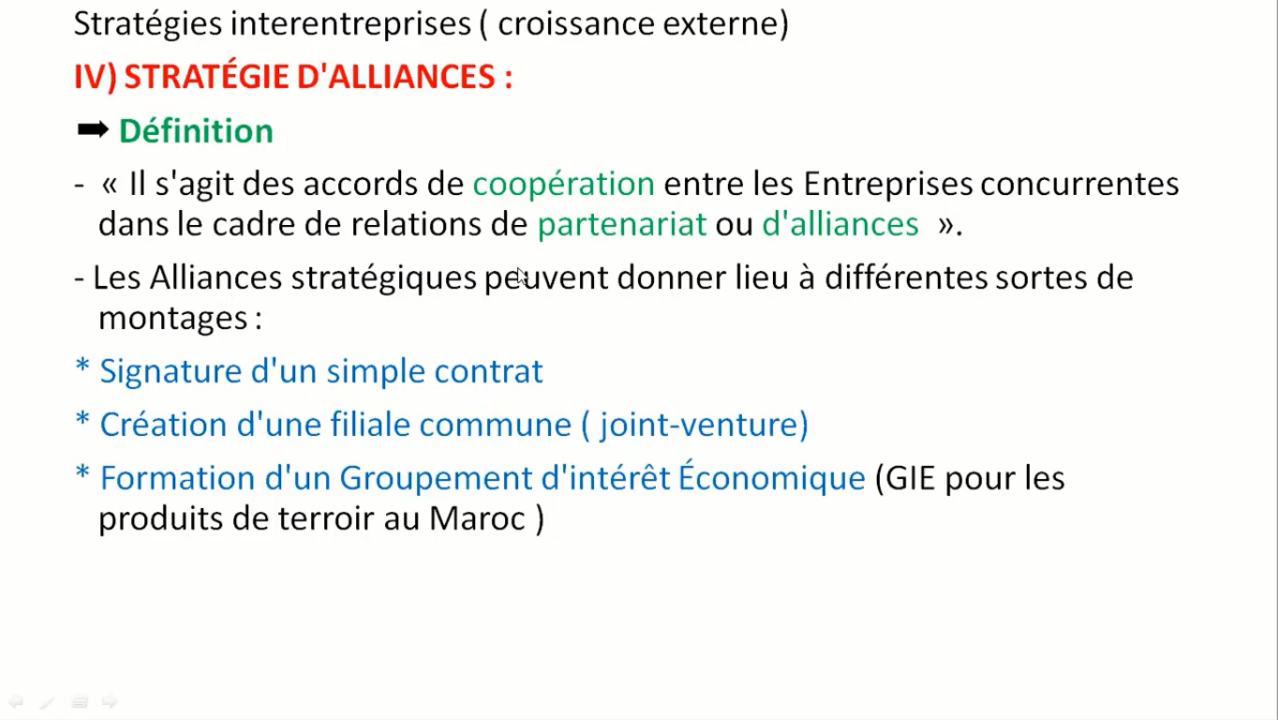 Stratégies interentreprises ( croissance externe)
IV) STRATÉGIE D'ALLIANCES :
➡ Définition
- « Il s'agit des accords de coopération entre les Entreprises concurrentes
dans le cadre de relations de partenariat ou d'alliances ».
- Les Alliances stratégiques peuvent donner lieu à différentes sortes de
montages :
* Signature d'un simple contrat
* Création d'une filiale commune ( joint-venture)
* Formation d'un Groupement d'intérêt Économique (GIE pour les
produits de terroir au Maroc )